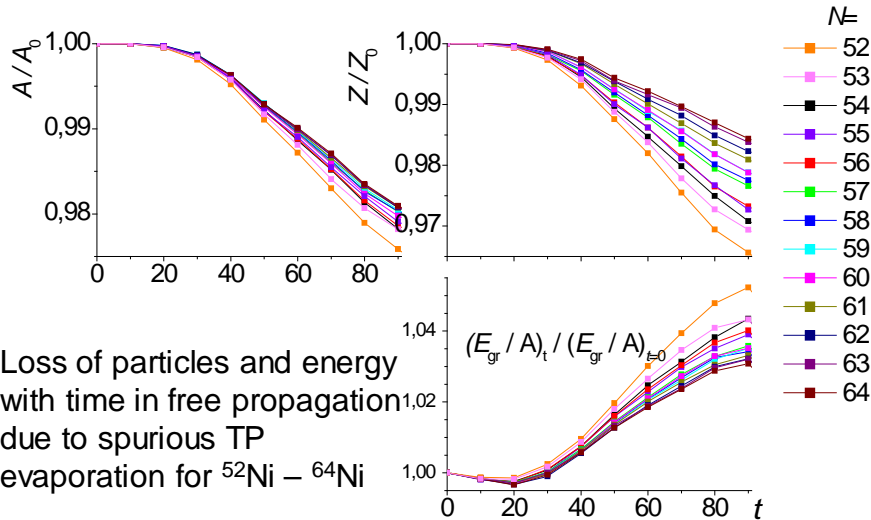 N=
1,00
0,99
0,98
A / A0
0 20 40 60 80
1,00
0,99
0,98
0,97
Z / Z0
52
53
54
55
56
57
58
59
60
61
62
63
64
1,04
1,02
1,00
(Egr / A)t / (Egr / A)t=0
0 20 40 60 80 t
Loss of particles and energy
with time in free propagation
due to spurious TP
evaporation for 52Ni – 64Ni